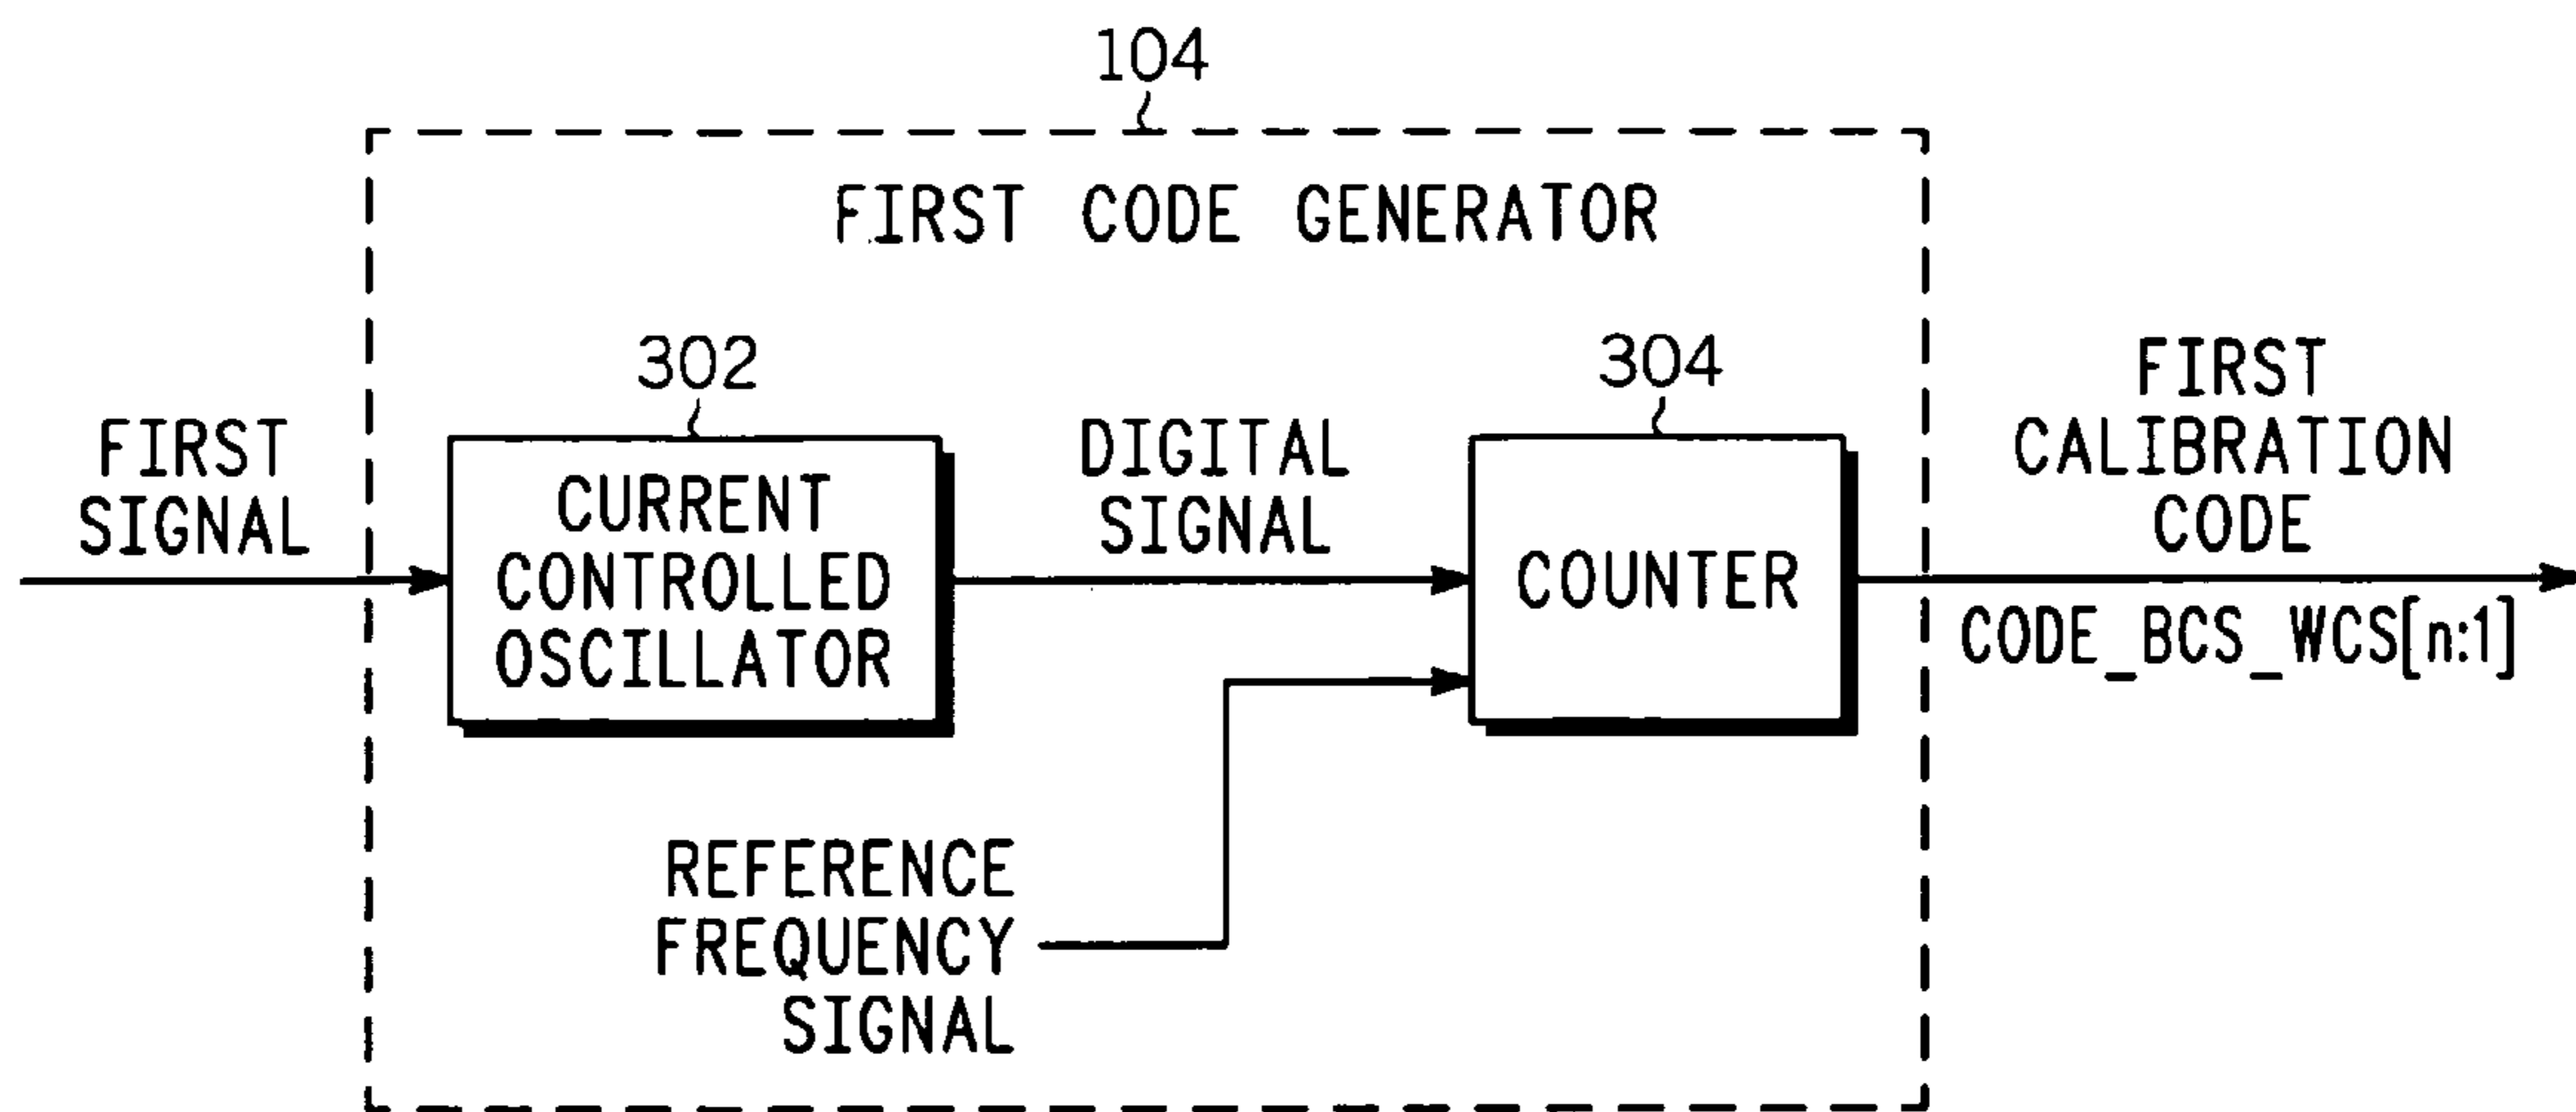 104
FIRST CODE GENERATOR
FIRST
SIGNAL
302
CURRENT
CONTROLLED
OSCILLATOR
DIGITAL
SIGNAL
304
COUNTER
REFERENCE
FREQUENCY
SIGNAL
FIRST
CALIBRATION
CODE
CODE_BCS_WCS[n:1]